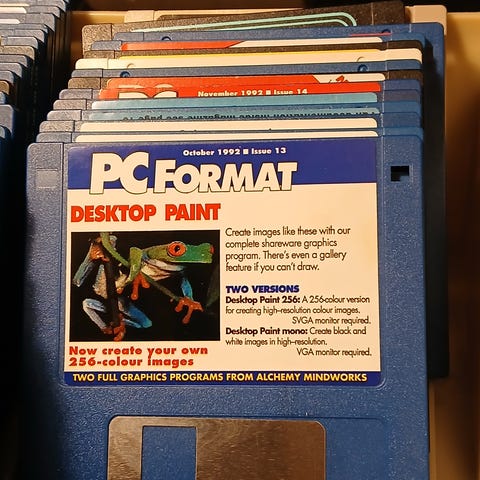 November 1992 ■ Issue 14
October 1992 ■ Issue 13
PC FORMAT
DESKTOP PAINT
Create images like these with our
complete shareware graphics
program. There's even a gallery
feature if you can't draw.
TWO VERSIONS
Desktop Paint 256: A 256-colour version
for creating high-resolution colour images.
SVGA monitor required.
Desktop Paint mono: Create black and
white images in high-resolution.
VGA monitor required.
Now create your own
256-colour images
TWO FULL GRAPHICS PROGRAMS FROM ALCHEMY MINDWORKS